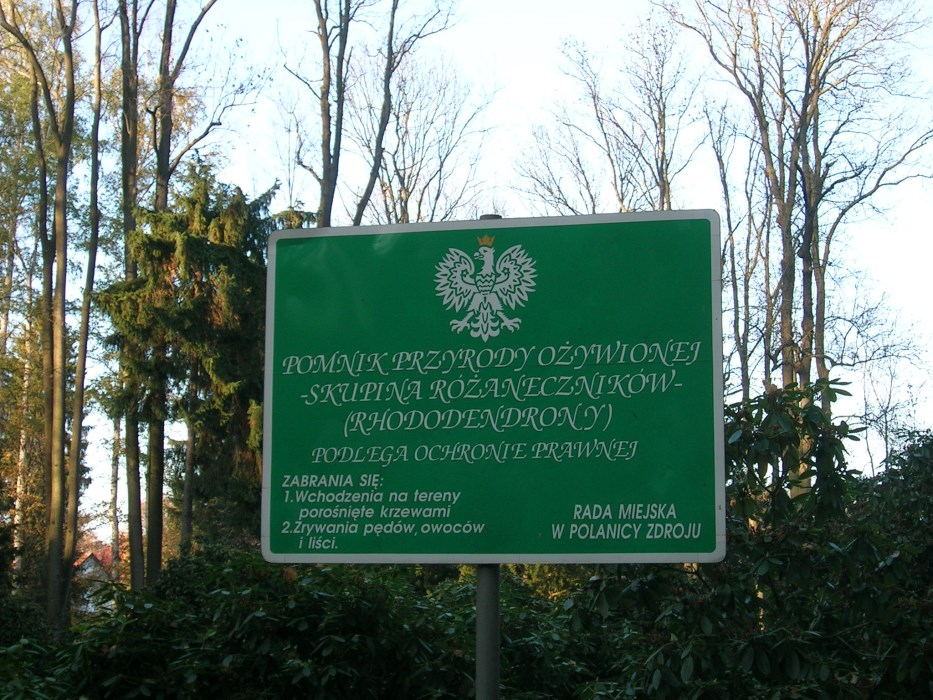 POMNIK PRZYRODY OŻYWIONEJ
-SKUPINA RÓŻANECZNIKÓW-
(RHODODENDRONY)
PODLEGA OCHRONIE PRAWNEJ
ZABRANIA SIĘ:
1.Wchodzenia na tereny
porośnięte krzewami
2.Zrywania pędów, owoców
i liści.
RADA MIEJSKA
W POLANICY ZDROJU